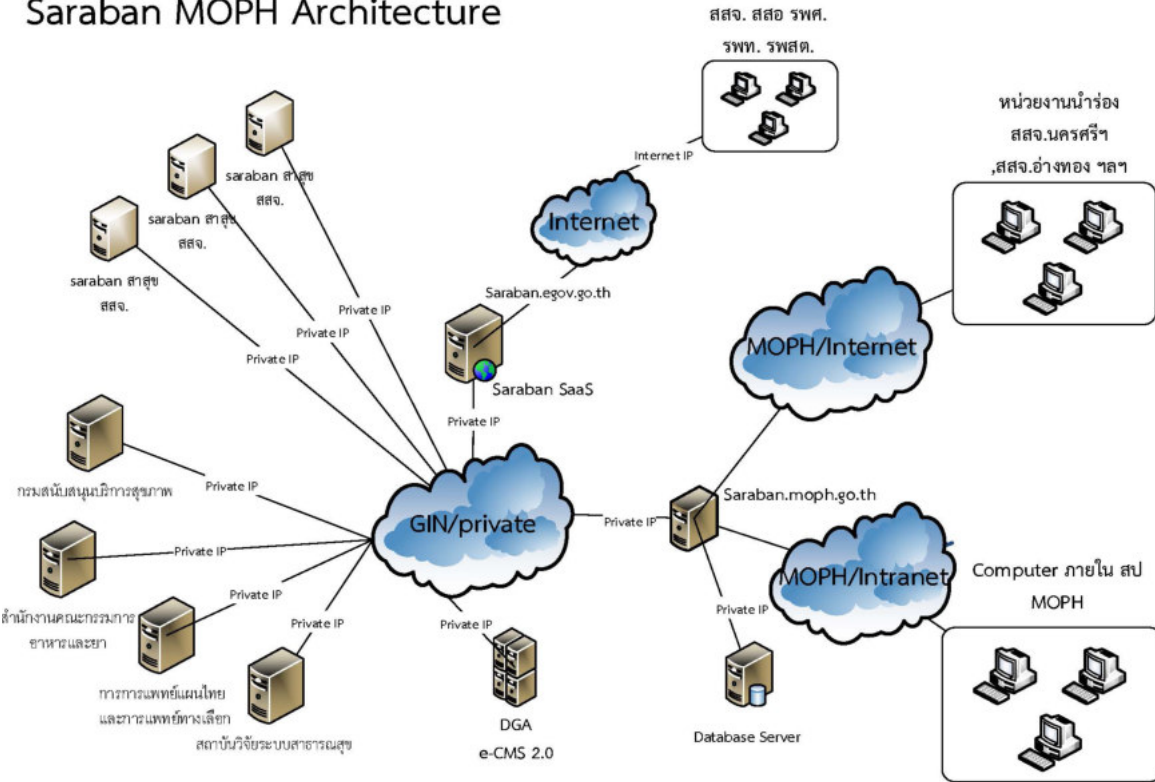 Saraban MOPH Architecture
สสจ. สสอ รพศ.
รพท. รพสต.
หน่วยงานนำร่อง
สสจ.นครศรีฯ
,สสจ.อ่างทอง ฯลฯ
Internet IP
saraban สาสุข
สสจ.
saraban สาสุข
สสจ.
saraban สาสุข
สสจ.
Internet
Saraban.egov.go.th
Private IP
Private IP
Private IP
MOPH/Internet
Saraban SaaS
Private IP
กรมสนับสนุนบริการสุขภาพ
Private IP
GIN/private
Private IP
Saraban.moph.go.th
Private IP
MOPH/Intranet
Computer ภายใน สป
MOPH
สำนักงานคณะกรรมการ
อาหารและยา
Private IP
Private IP
Private IP
Private IP
การการแพทย์แผนไทย
และการแพทย์ทางเลือก
สถาบันวิจัยระบบสาธารณสุข
DGA
e-CMS 2.0
Database Server